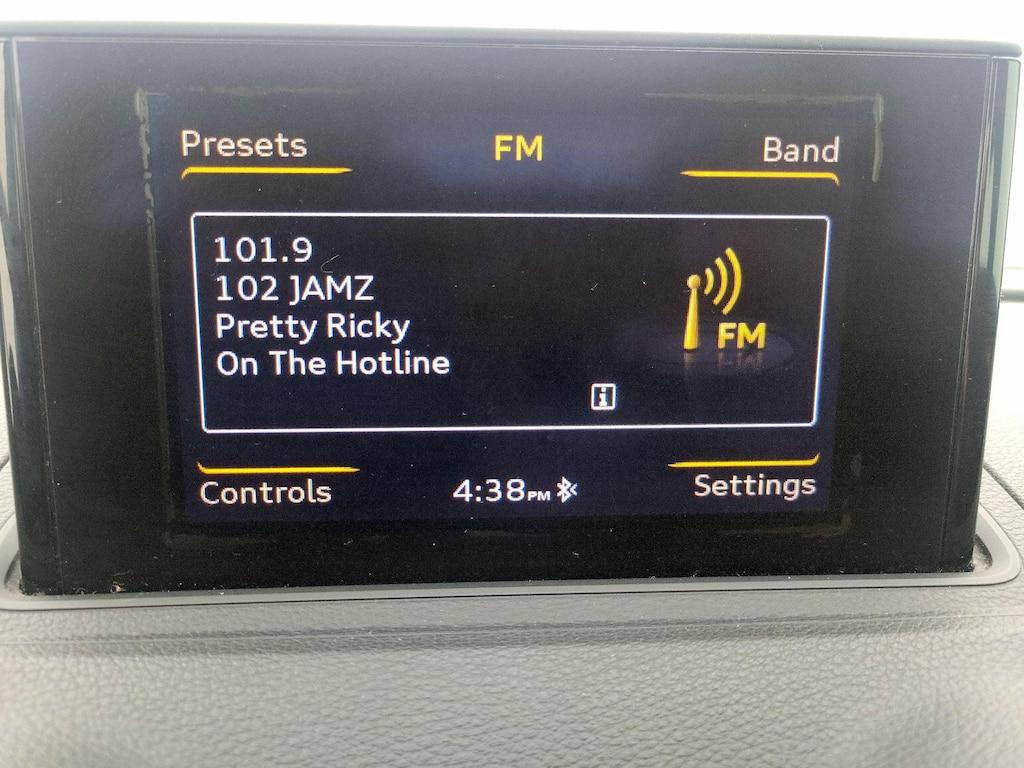 Presets FM Band
101.9
102 JAMZ
Pretty Ricky
On The Hotline
FM
i
Controls 4:38PM Settings